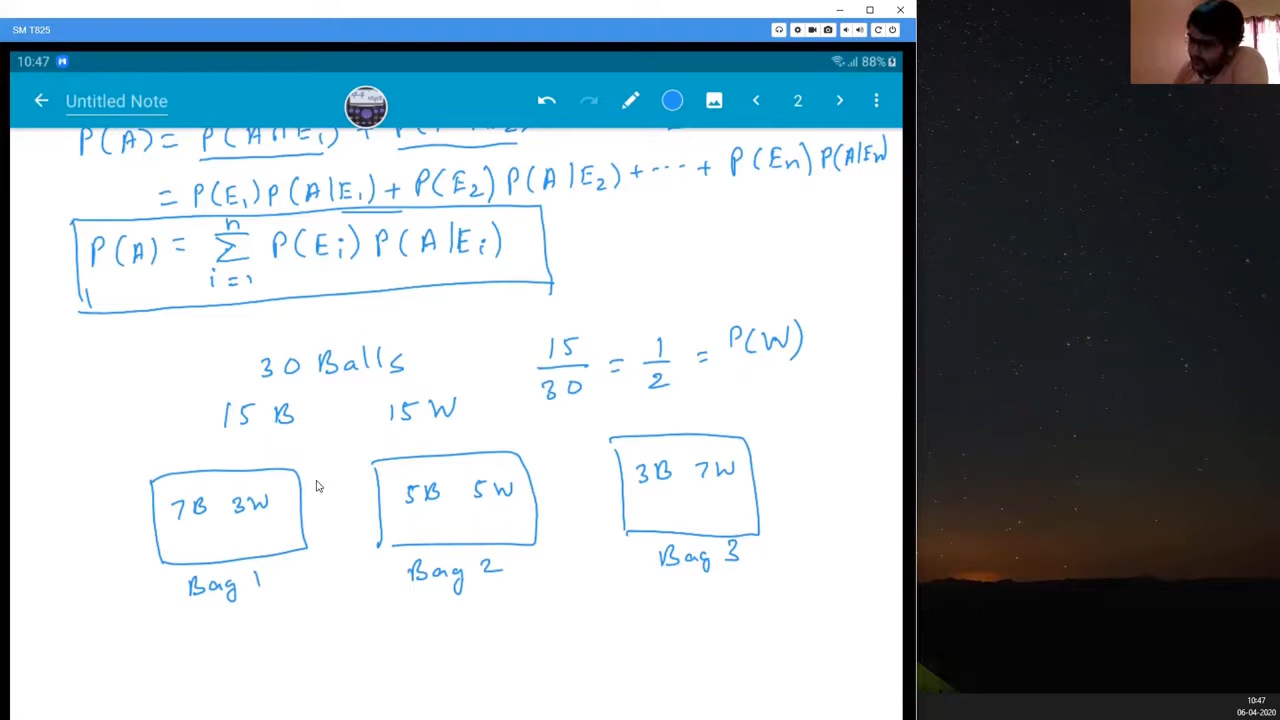 SM T825
10:47 88%
Untitled Note 2
P(A) = P(A∩E₁) +
= P(E₁)P(A|E₁) + P(E₂)P(A|E₂) + ··· + P(En)P(A|En)
P(A) = n∑i=1 P(Ei) P(A|Ei)
30 Balls 15/30 = 1/2 = P(W)
15 B 15 W
7B 3W 5B 5W 3B 7W
Bag 1 Bag 2 Bag 3
10:47
06-04-2020